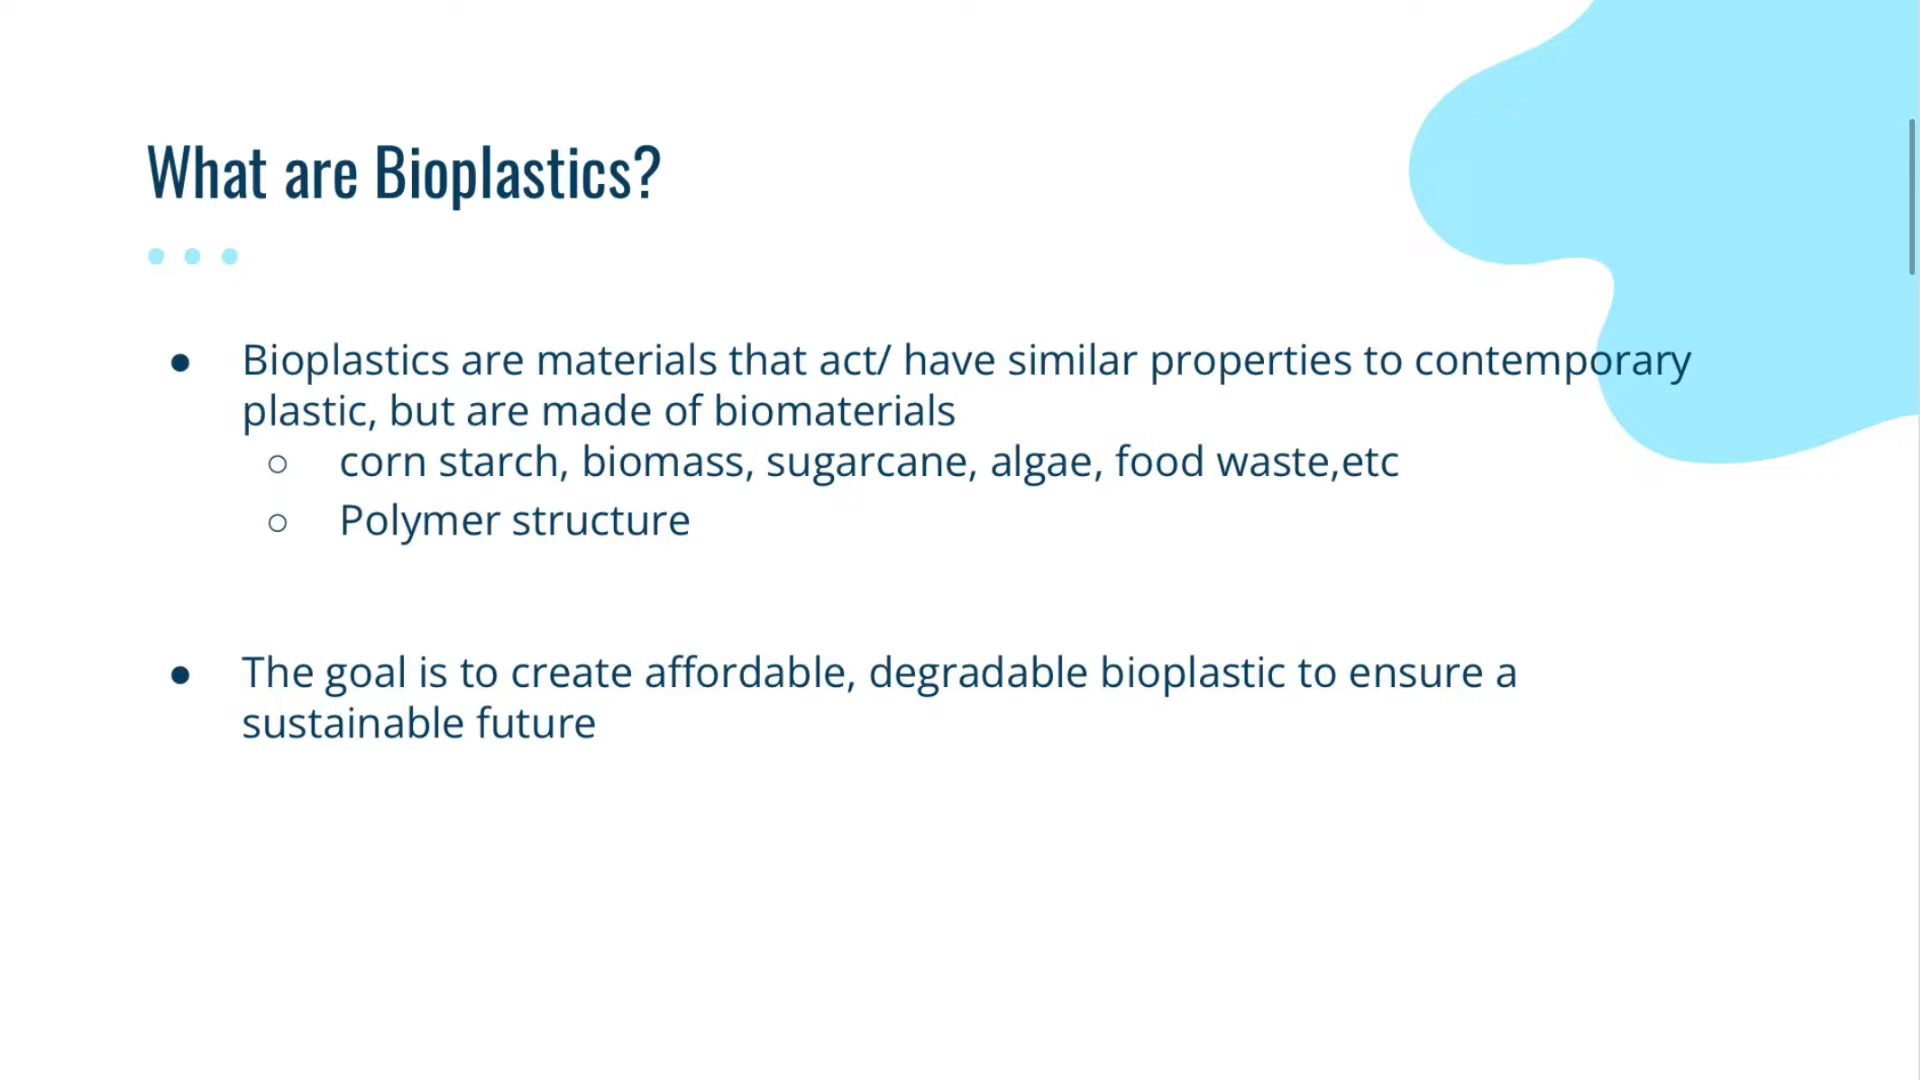 What are Bioplastics?
● Bioplastics are materials that act/ have similar properties to contemporary
plastic, but are made of biomaterials
○ corn starch, biomass, sugarcane, algae, food waste,etc
○ Polymer structure
● The goal is to create affordable, degradable bioplastic to ensure a
sustainable future